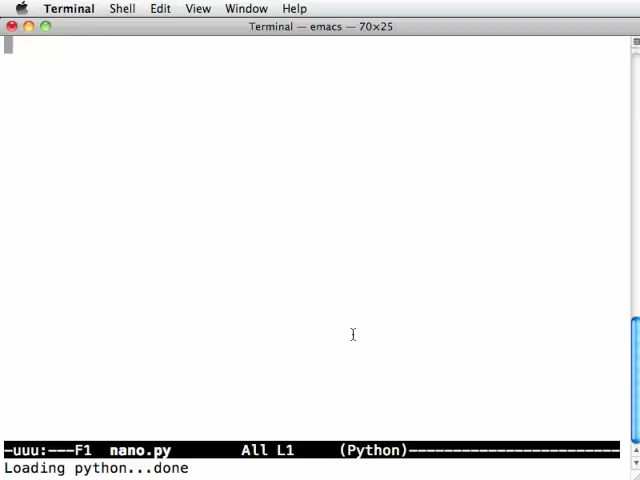 Terminal Shell Edit View Window Help
Terminal — emacs — 70×25
-uuu:---F1 nano.py All L1 (Python)------------------------
Loading python...done